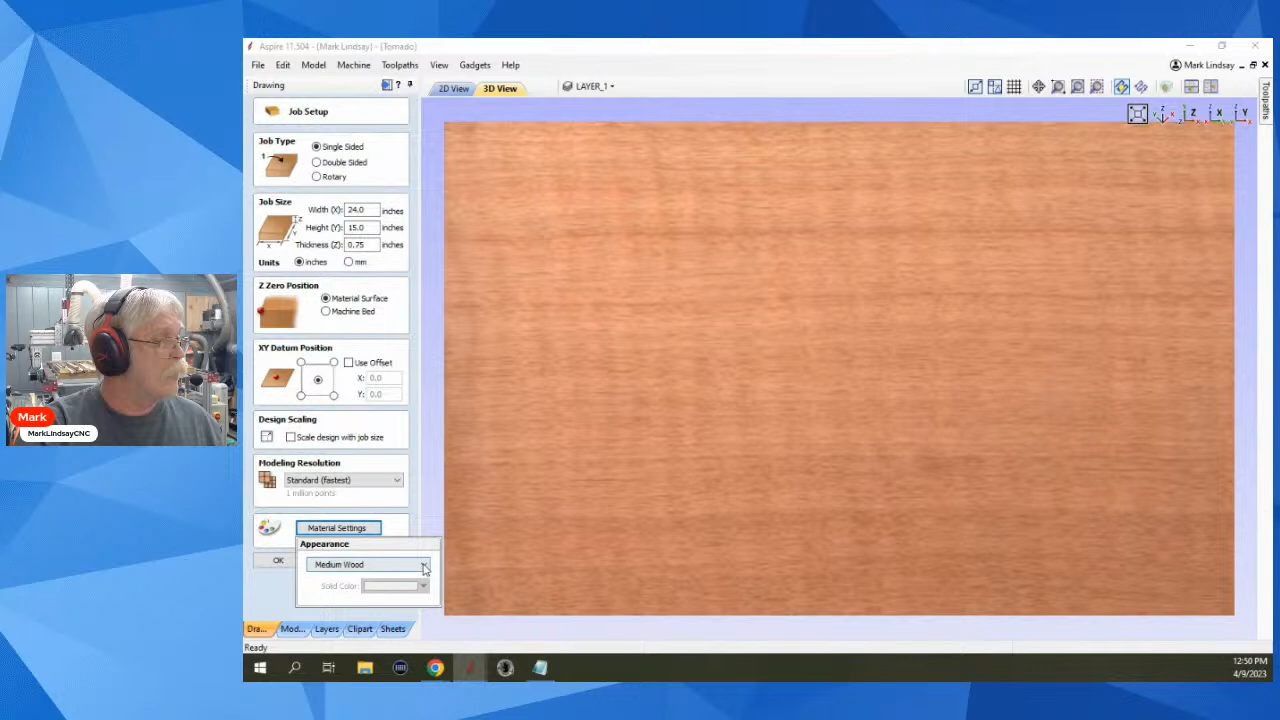 Aspire 11.504 - {Mark Lindsay} - {Tornado}
File Edit Model Machine Toolpaths View Gadgets Help
Mark Lindsay
Drawing
2D View 3D View LAYER_1
Job Setup
Toolpaths
Job Type
Single Sided
Double Sided
Rotary
Job Size
Width (X): 24.0 inches
Height (Y): 15.0 inches
Thickness (Z): 0.75 inches
Units inches mm
Z Zero Position
Material Surface
Machine Bed
XY Datum Position
Use Offset
X: 0.0
Y: 0.0
Design Scaling
Scale design with job size
Modeling Resolution
Standard (fastest)
1 million points
Material Settings
Appearance
OK
Medium Wood
Solid Color:
Dra... Mod... Layers Clipart Sheets
Ready
12:50 PM
4/9/2023
Mark
MarkLindsayCNC